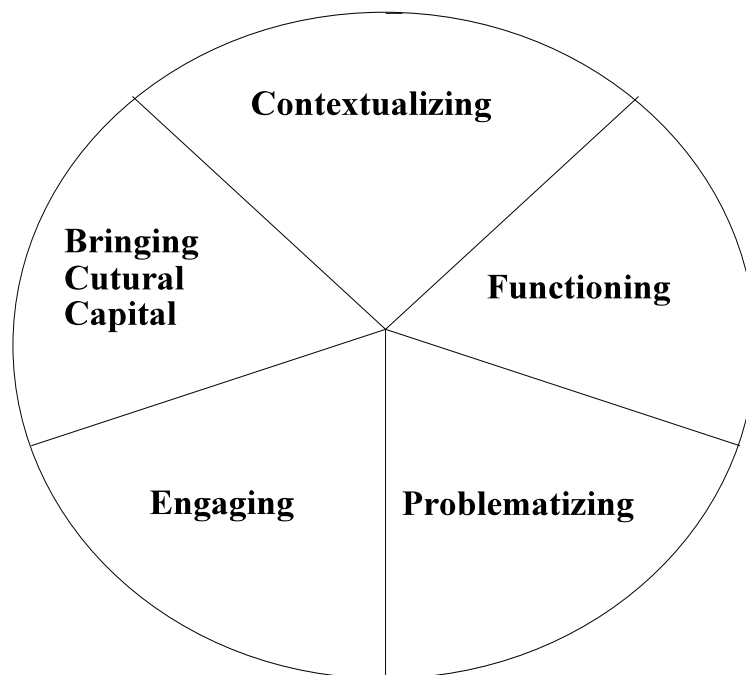 Contextualizing
Bringing
Cutural
Capital
Functioning
Engaging
Problematizing